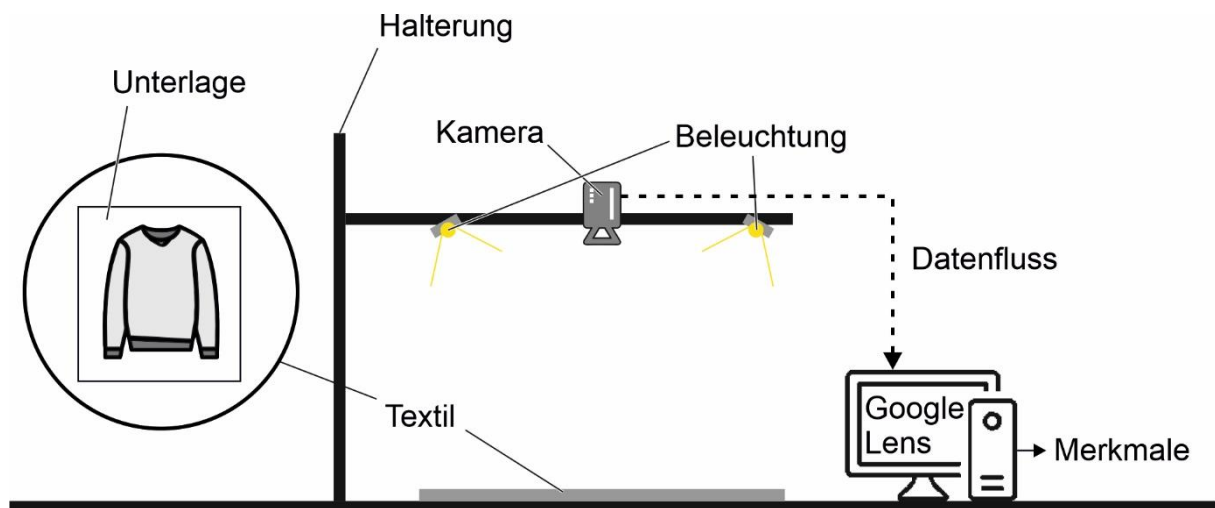 Halterung
Unterlage
Kamera
Beleuchtung
Datenfluss
Textil
Google
Lens
Merkmale